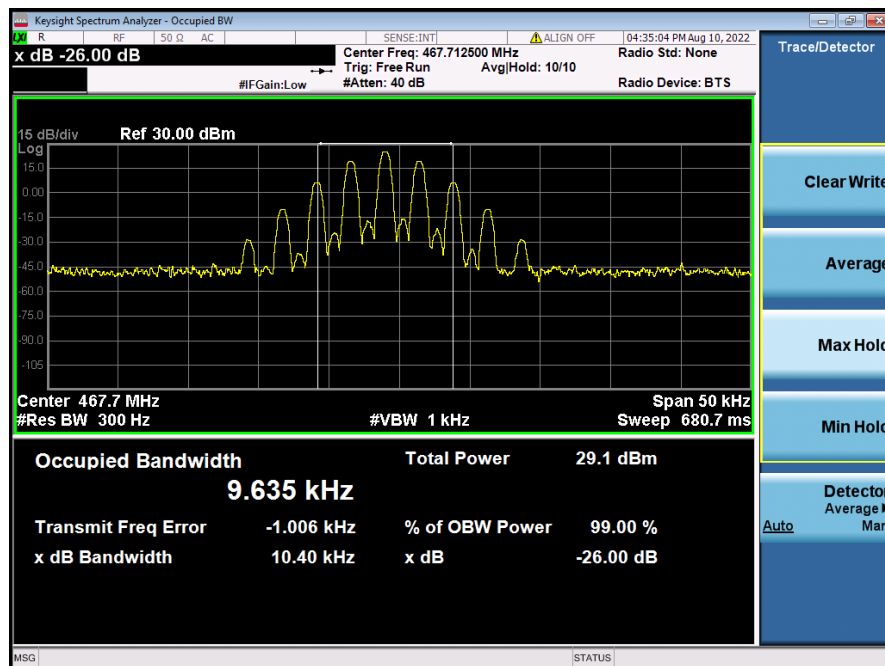 Keysight Spectrum Analyzer - Occupied BW
LXI R RF 50 Ω AC SENSE:INT ALIGN OFF 04:35:04 PM Aug 10, 2022
x dB -26.00 dB
Center Freq: 467.712500 MHz
Radio Std: None
Trig: Free Run Avg|Hold: 10/10
#IFGain:Low #Atten: 40 dB Radio Device: BTS
Trace/Detector
15 dB/div Ref 30.00 dBm
Log
15.0
0.00
-15.0
-30.0
-45.0
-60.0
-75.0
-90.0
-105
Center 467.7 MHz Span 50 kHz
#Res BW 300 Hz #VBW 1 kHz Sweep 680.7 ms
Clear Write
Average
Max Hold
Min Hold
Detector
Average
Auto Man
Occupied Bandwidth Total Power 29.1 dBm
9.635 kHz
Transmit Freq Error -1.006 kHz % of OBW Power 99.00 %
x dB Bandwidth 10.40 kHz x dB -26.00 dB
MSG STATUS